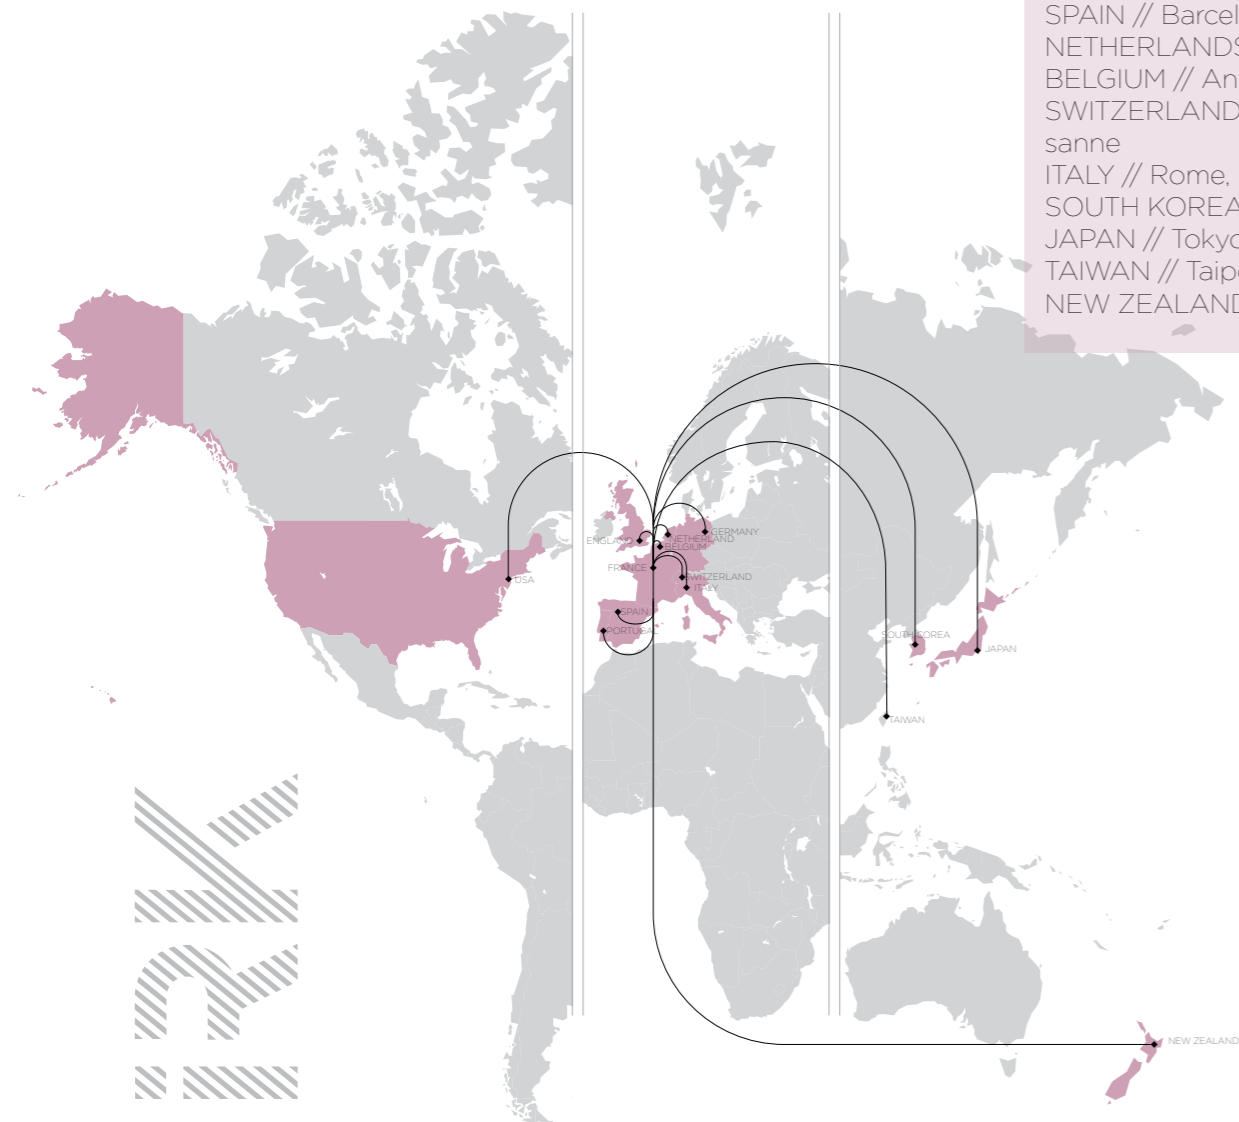 SPAIN // Barcel
NETHERLANDS
BELGIUM // An
SWITZERLAND
sanne
ITALY // Rome,
SOUTH KOREA
JAPAN // Tokyo
TAIWAN // Taip
NEW ZEALAND
GERMANY
ENGLAND
NETHERLAND
BELGIUM
FRANCE
SWITZERLAND
USA
ITALY
SPAIN
PORTUGAL
SOUTH KOREA
JAPAN
TAIWAN
NEW ZEALAND
iRK